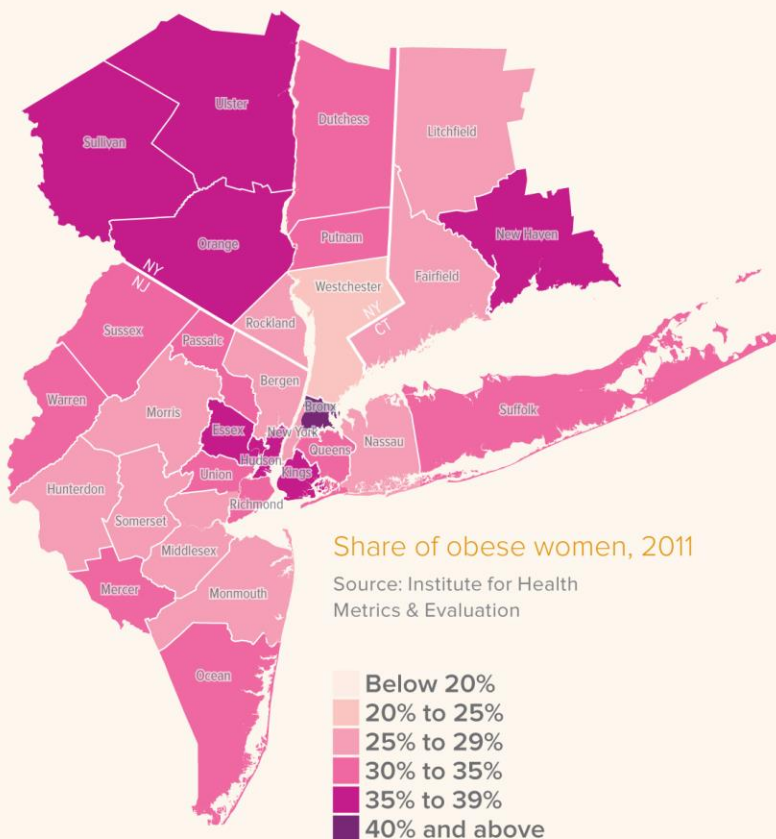 Ulster
Dutchess
Litchfield
Sullivan
New Haven
Orange
Putnam
NY
NJ
Westchester
Fairfield
NY
CT
Rockland
Sussex
Passaic
Bergen
Warren
Morris
Bronx
Suffolk
Essex
New York
Nassau
Hudson
Queens
Union
Kings
Hunterdon
Richmond
Somerset
Middlesex
Mercer
Monmouth
Ocean
Share of obese women, 2011
Source: Institute for Health
Metrics & Evaluation
Below 20%
20% to 25%
25% to 29%
30% to 35%
35% to 39%
40% and above